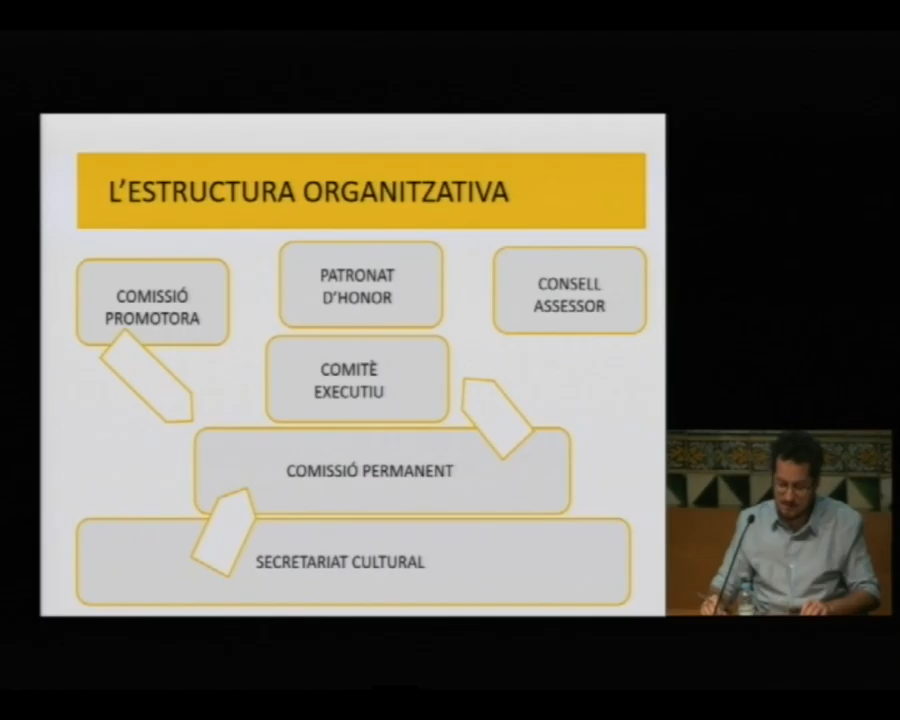 L'ESTRUCTURA ORGANITZATIVA
COMISSIÓ
PROMOTORA
PATRONAT
D'HONOR
CONSELL
ASSESSOR
COMITÈ
EXECUTIU
COMISSIÓ PERMANENT
SECRETARIAT CULTURAL